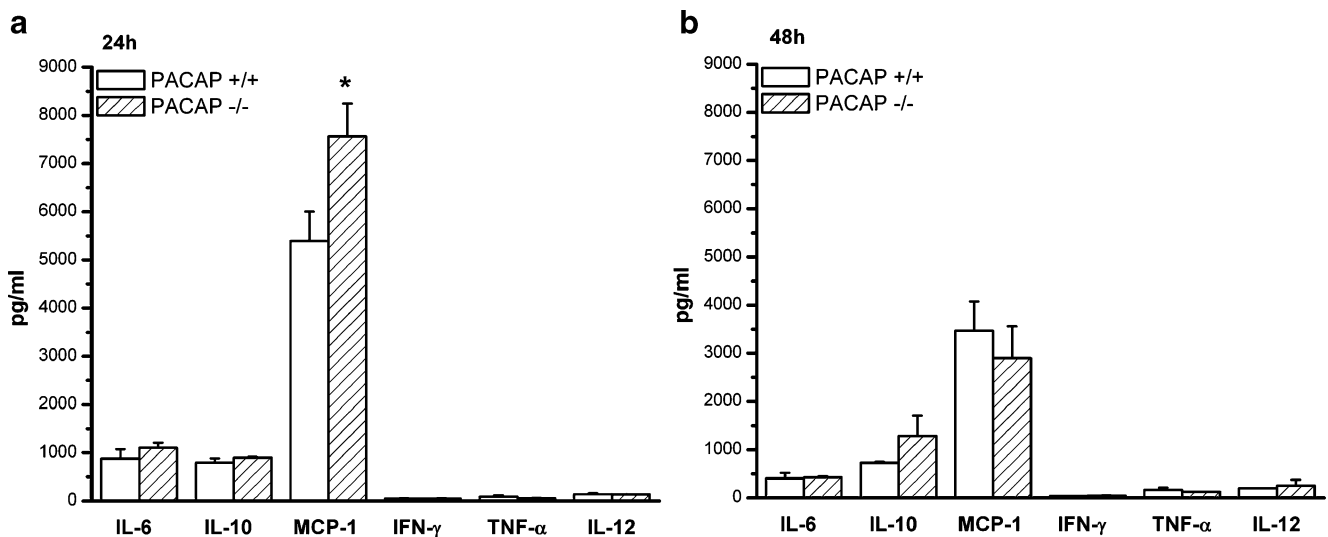 a
24h
PACAP +/+
PACAP -/-
*
9000
8000
7000
6000
5000
4000
3000
2000
1000
0
pg/ml
IL-6 IL-10 MCP-1 IFN-γ TNF-α IL-12
b
48h
PACAP +/+
PACAP -/-
9000
8000
7000
6000
5000
4000
3000
2000
1000
0
pg/ml
IL-6 IL-10 MCP-1 IFN-γ TNF-α IL-12